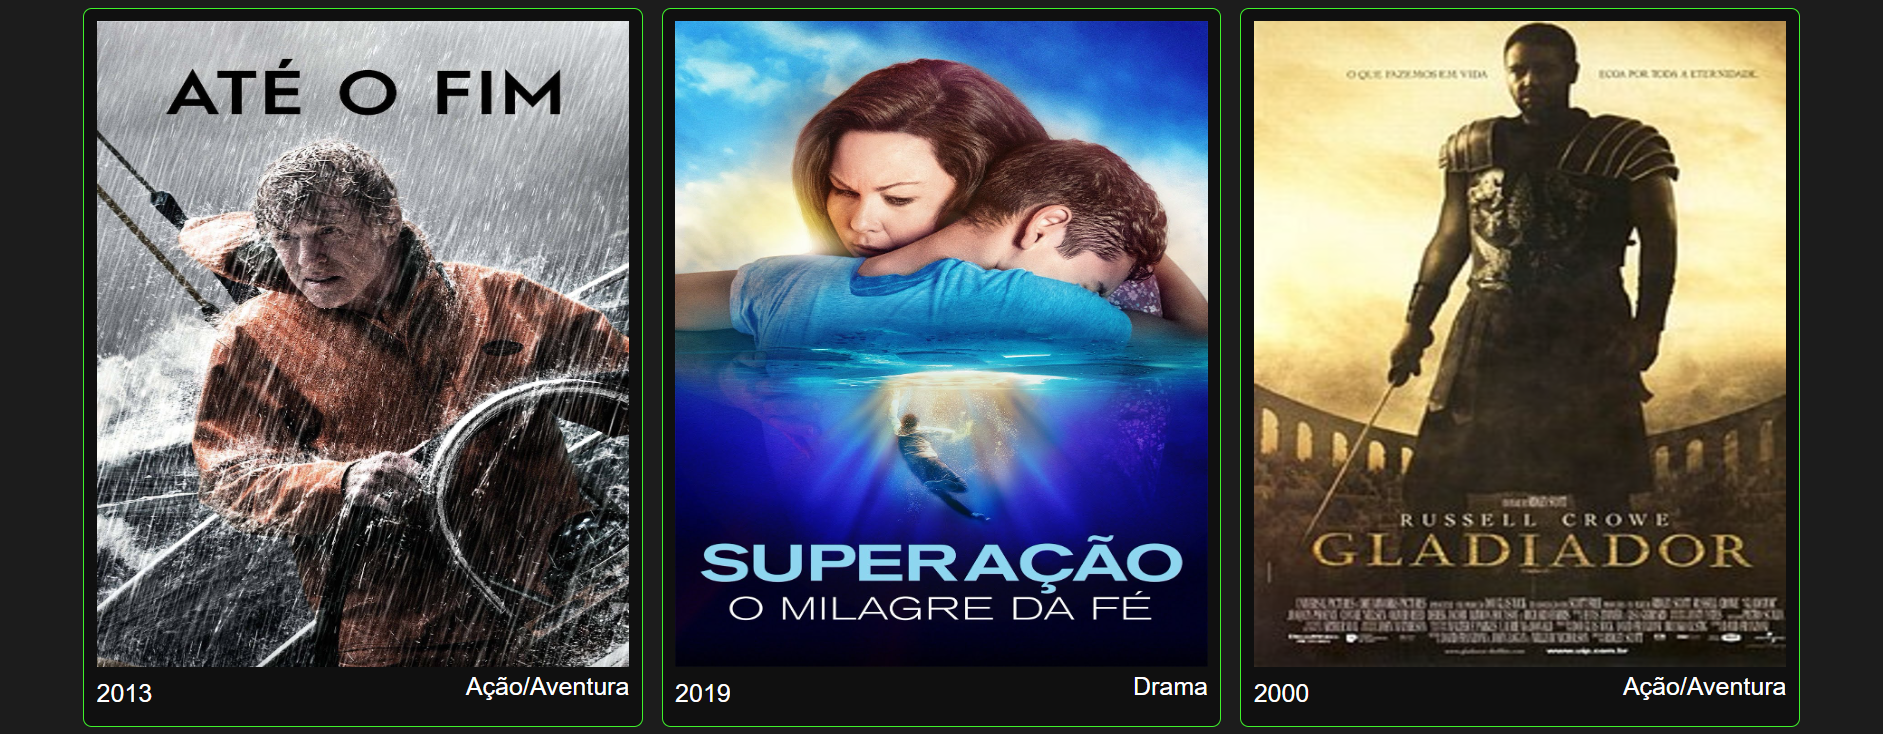 ATÉ O FIM
2013
Ação/Aventura
SUPERAÇÃO
O MILAGRE DA FÉ
2019
Drama
O QUE FAZEMOS EM VIDA
ECOA POR TODA A ETERNIDADE.
RUSSELL CROWE
GLADIADOR
www.uip.com.br
2000
Ação/Aventura